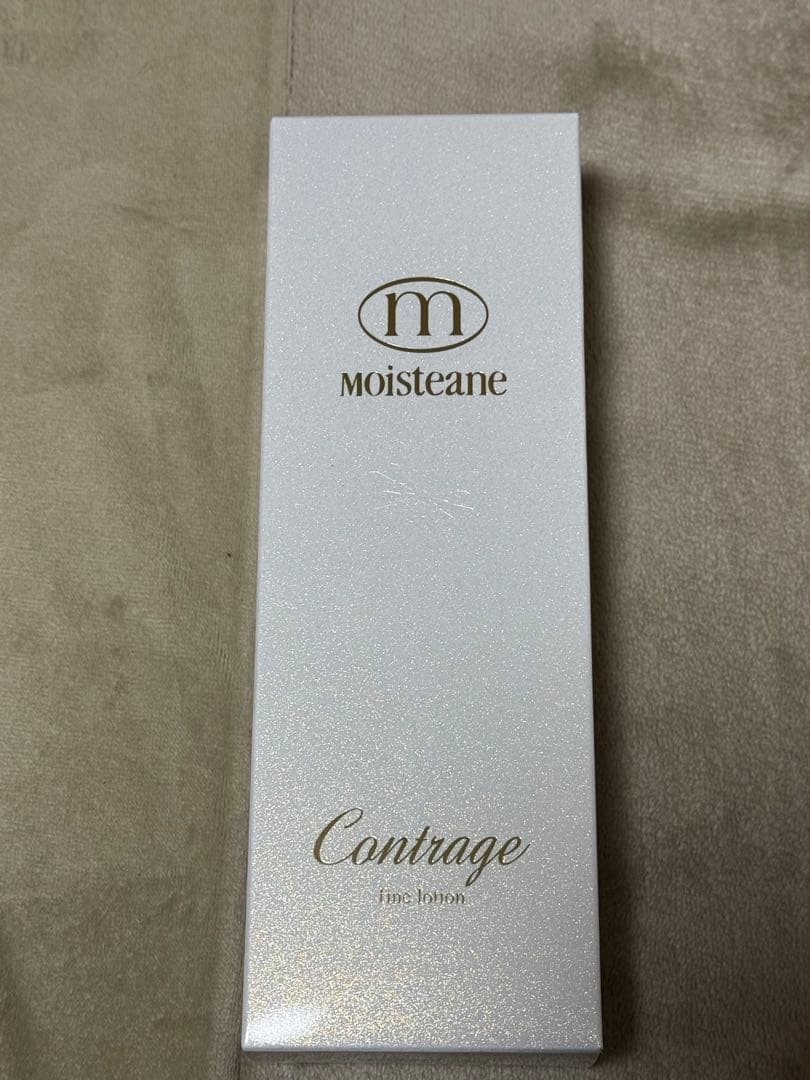 m
Moisteane
Contrage
fine lotion